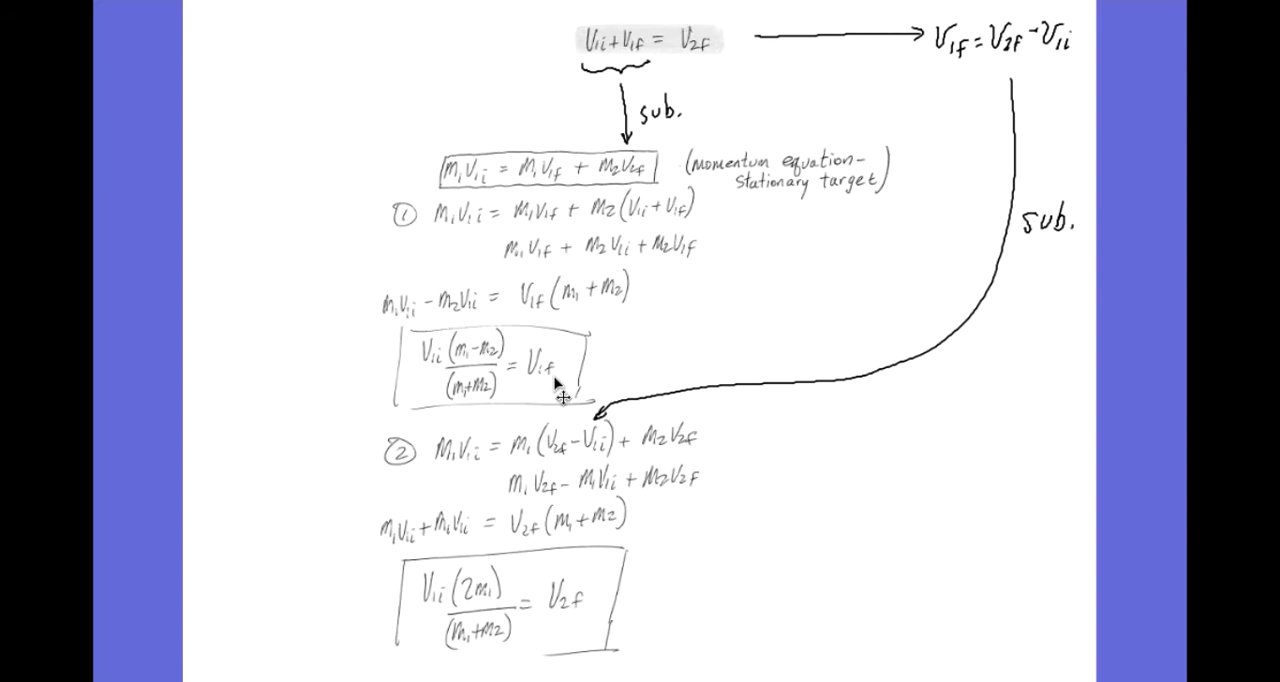 V1i + V1f = V2f → V1f = V2f - V1i
sub.
m1V1i = m1V1f + m2V2f (momentum equation-
stationary target)
① m1V1i = m1V1f + m2(V1i+V1f)
sub.
m1V1f + m2V1i + m2V1f
m1V1i - m2V1i = V1f(m1 + m2)
V1i (m1-m2)/(m1+m2) = V1f
② m1V1i = m1(V2f - V1i) + m2V2f
m1V2f - m1V1i + m2V2f
m1V1i + m1V1i = V2f(m1+m2)
V1i (2m1)/(m1+m2) = V2f